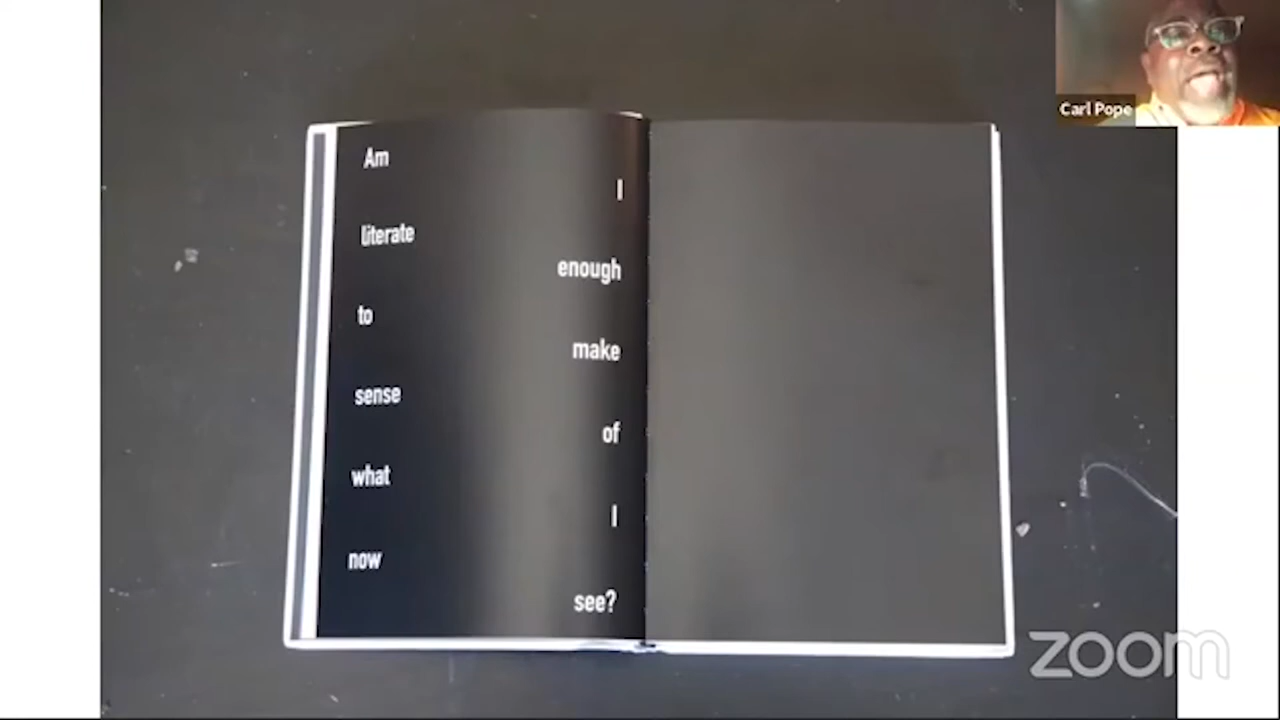 Carl Pope
Am
I
literate
enough
to
make
sense
of
what
I
now
see?
zoom